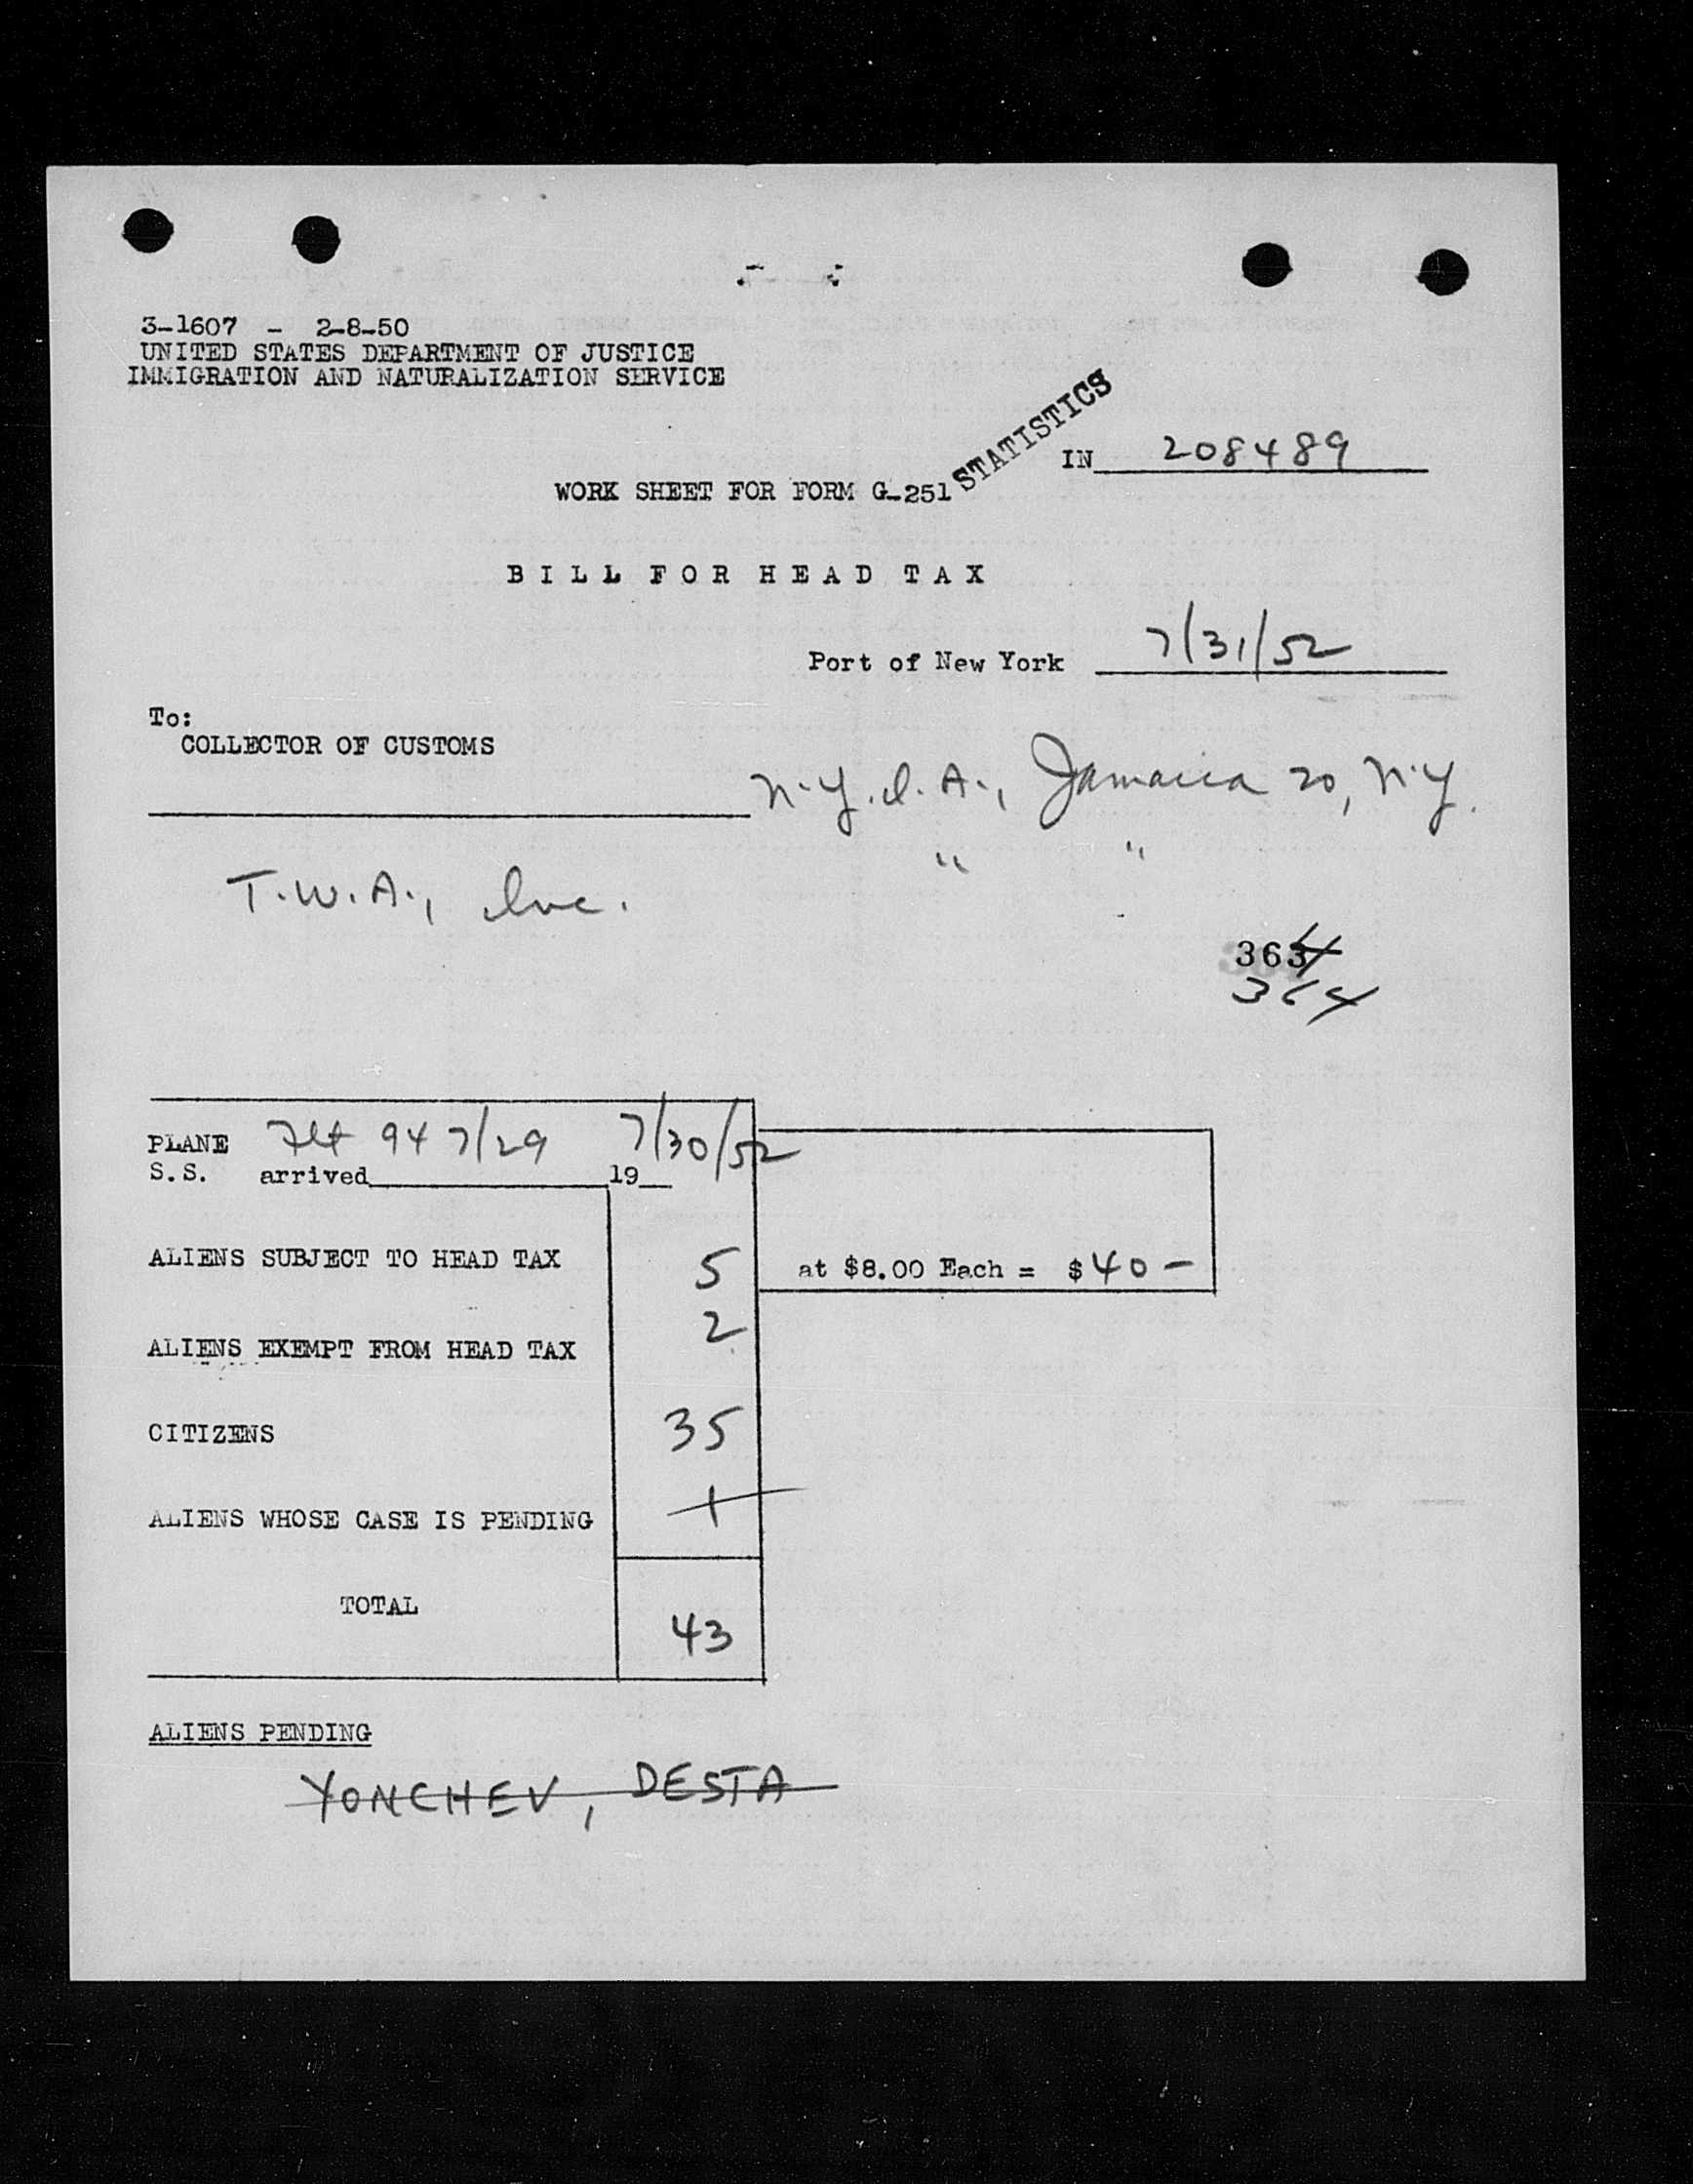 3-1607 - 2-8-50
UNITED STATES DEPARTMENT OF JUSTICE
IMMIGRATION AND NATURALIZATION SERVICE
STATISTICS
IN 208489
WORK SHEET FOR FORM G-251
BILL FOR HEAD TAX
Port of New York 7/31/52
To:
COLLECTOR OF CUSTOMS
N.Y.I.A., Jamaica 20, N.Y.
" "
T.W.A., Inc.
363
364
PLANE Flt 947/29 7/30/52
S.S. arrived 19
ALIENS SUBJECT TO HEAD TAX 5 at $8.00 Each = $40-
ALIENS EXEMPT FROM HEAD TAX 2
CITIZENS 35
ALIENS WHOSE CASE IS PENDING 1
TOTAL 43
ALIENS PENDING
YONCHEV, DESTA